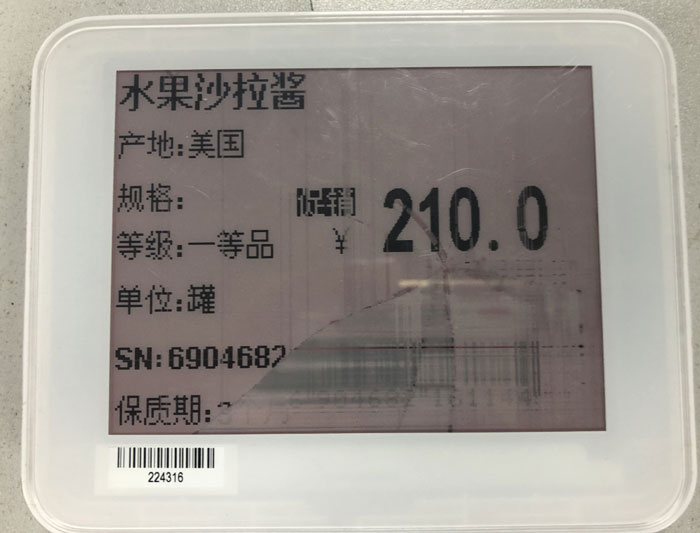 水果沙拉酱
产地:美国
规格:
促销
210.0
等级:一等品
¥
单位:罐
SN:6904682
保质期:
224316